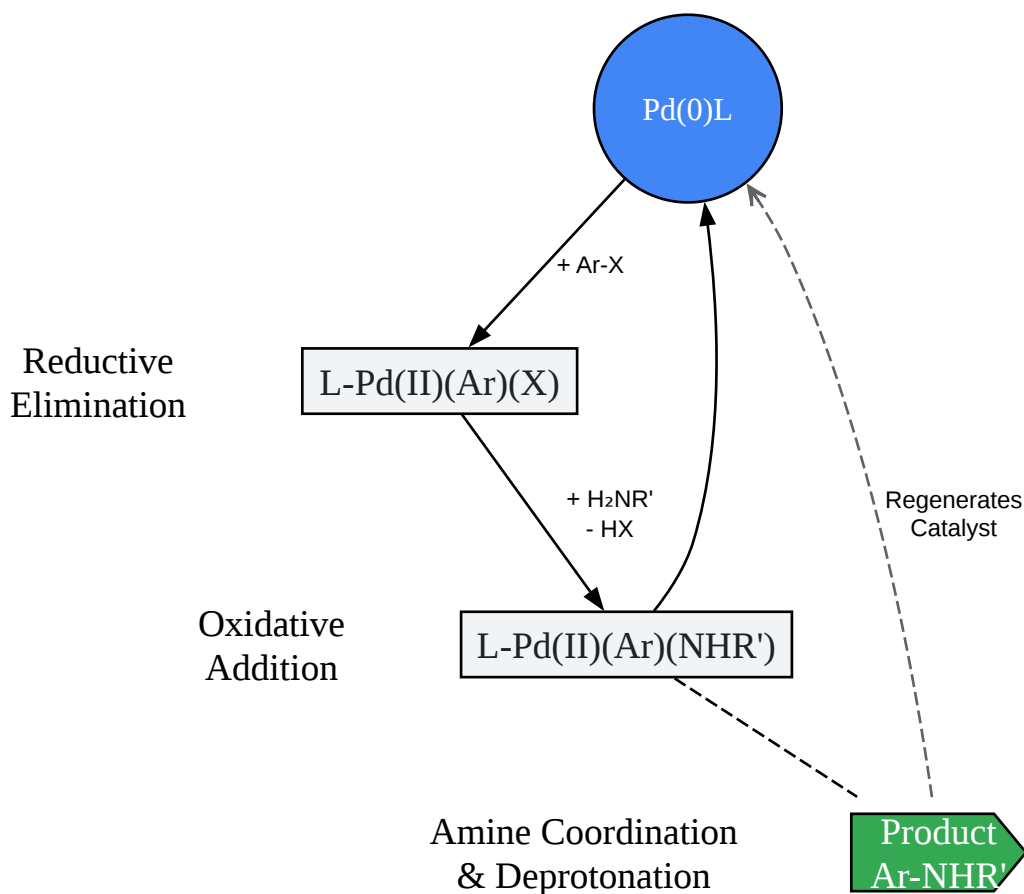 Pd(0)L
+ Ar-X
Reductive
Elimination
L-Pd(II)(Ar)(X)
+ H₂NR'
- HX
Regenerates
Catalyst
Oxidative
Addition
L-Pd(II)(Ar)(NHR')
Amine Coordination
& Deprotonation
Product
Ar-NHR'